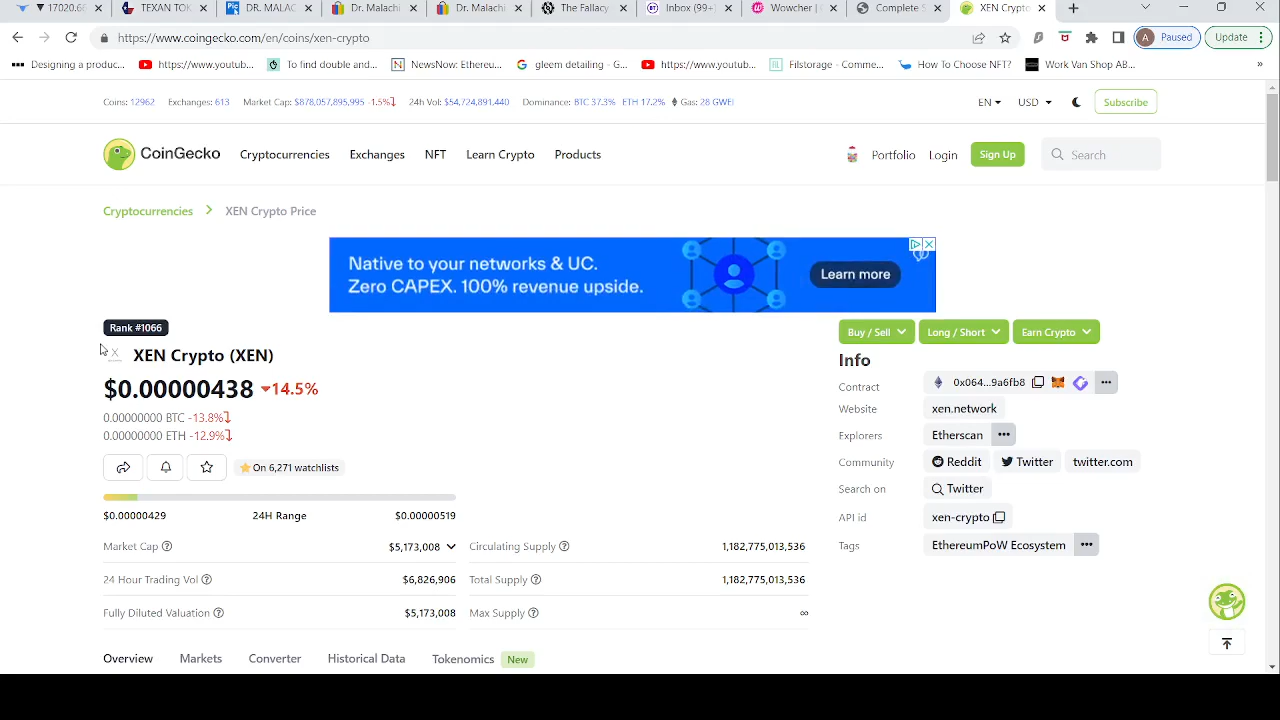 17020.6
TEXAN TOK
DR. MALAC
Dr. Malachi
Dr. Malachi
The Fallacy
Inbox (99+)
Wowcher |
Complete S
XEN Crypto
https://www.coingecko.com/en/coins/xen-crypto
A Paused
Update
Designing a produc...
https://www.youtub...
To find double and...
NewsNow: Ethereu...
gleem detailing - G...
https://www.youtub...
Filstorage - Comme...
How To Choose NFT?
Work Van Shop AB...
»
Coins: 12962 Exchanges: 613 Market Cap: $878,057,895,995 -1.5% 24h Vol: $54,724,891,440 Dominance: BTC 37.3% ETH 17.2% Gas: 28 GWEI
EN USD Subscribe
CoinGecko Cryptocurrencies Exchanges NFT Learn Crypto Products Portfolio Login Sign Up Search
Cryptocurrencies > XEN Crypto Price
Native to your networks & UC.
Zero CAPEX. 100% revenue upside.
Learn more
Rank #1066
XEN Crypto (XEN)
$0.00000438 14.5%
0.00000000 BTC -13.8%
0.00000000 ETH -12.9%
On 6,271 watchlists
$0.00000429 24H Range $0.00000519
Market Cap $5,173,008
24 Hour Trading Vol $6,826,906
Fully Diluted Valuation $5,173,008
Circulating Supply 1,182,775,013,536
Total Supply 1,182,775,013,536
Max Supply ∞
Buy / Sell Long / Short Earn Crypto
Info
Contract 0x064...9a6fb8 •••
Website xen.network
Explorers Etherscan •••
Community Reddit Twitter twitter.com
Search on Twitter
API id xen-crypto
Tags EthereumPoW Ecosystem •••
Overview Markets Converter Historical Data Tokenomics New